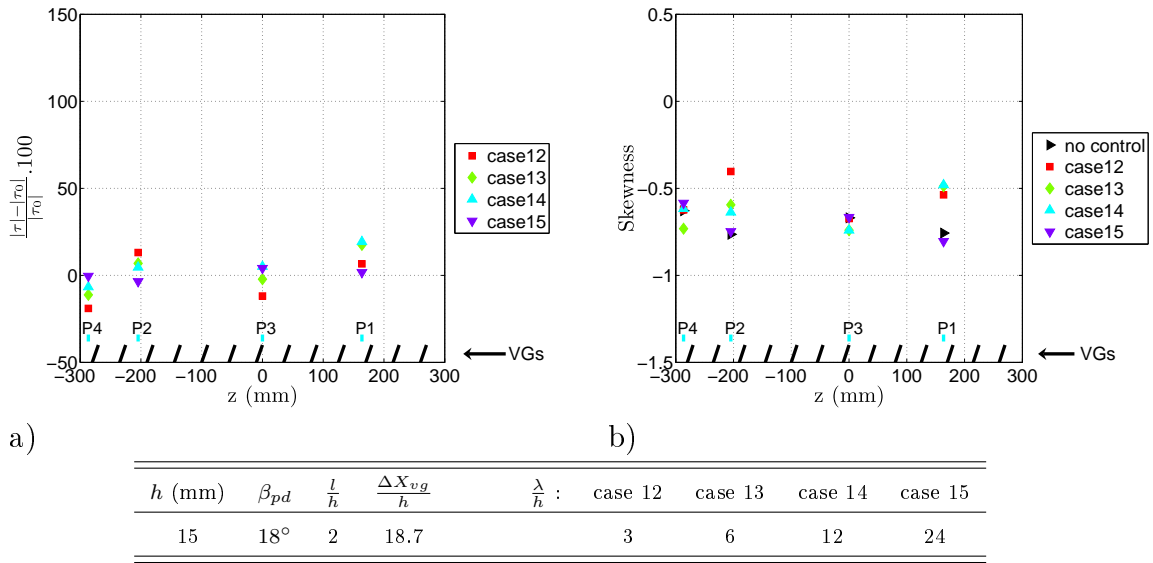 150
100
50
0
−50
−300
−200
−100
0
100
200
300
|τ|−|τ0| / |τ0| .100
z (mm)
P4
P2
P3
P1
VGs
case12
case13
case14
case15
a)
−0.5
0.5
−0.5
−1
−1.5
−300
−200
−100
0
100
200
300
Skewness
z (mm)
P4
P2
P3
P1
VGs
no control
case12
case13
case14
case15
b)
h (mm) βpd l/h ΔXvg/h λ/h : case 12 case 13 case 14 case 15
15 18° 2 18.7 3 6 12 24